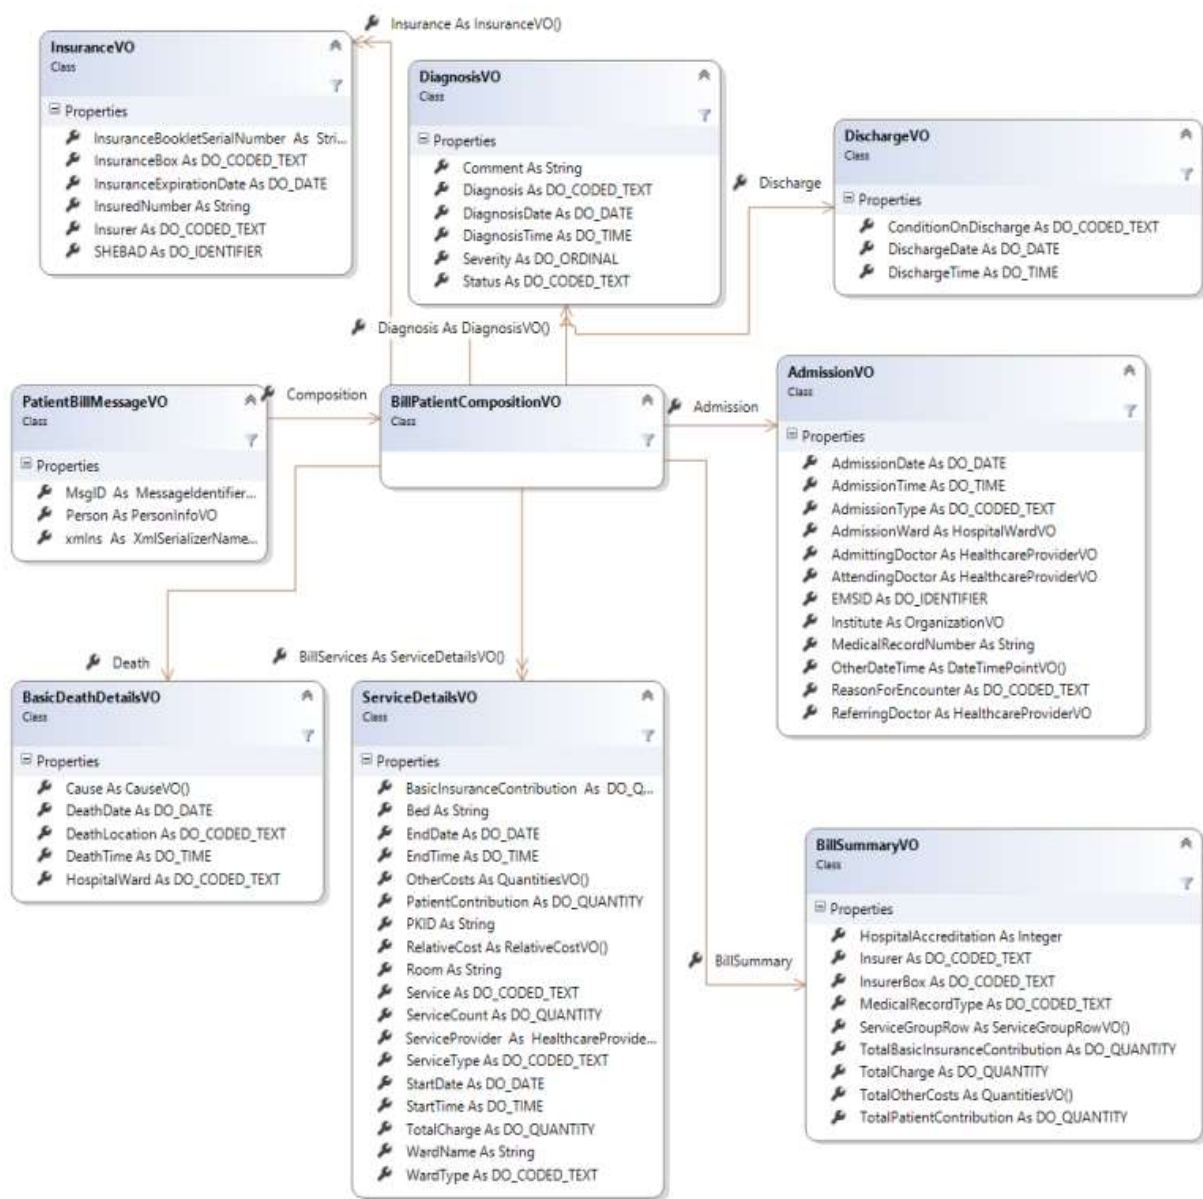 Insurance As InsuranceVO()
InsuranceVO
Class
Properties
InsuranceBookletSerialNumber As Stri...
InsuranceBox As DO_CODED_TEXT
InsuranceExpirationDate As DO_DATE
InsuredNumber As String
Insurer As DO_CODED_TEXT
SHEBAD As DO_IDENTIFIER
DiagnosisVO
Class
Properties
Comment As String
Diagnosis As DO_CODED_TEXT
DiagnosisDate As DO_DATE
DiagnosisTime As DO_TIME
Severity As DO_ORDINAL
Status As DO_CODED_TEXT
Discharge
DischargeVO
Class
Properties
ConditionOnDischarge As DO_CODED_TEXT
DischargeDate As DO_DATE
DischargeTime As DO_TIME
Diagnosis As DiagnosisVO()
PatientBillMessageVO
Class
Properties
MsgID As MessageIdentifier...
Person As PersonInfoVO
xmlns As XmlSerializerName...
Composition
BillPatientCompositionVO
Class
Admission
AdmissionVO
Class
Properties
AdmissionDate As DO_DATE
AdmissionTime As DO_TIME
AdmissionType As DO_CODED_TEXT
AdmissionWard As HospitalWardVO
AdmittingDoctor As HealthcareProviderVO
AttendingDoctor As HealthcareProviderVO
EMSID As DO_IDENTIFIER
Institute As OrganizationVO
MedicalRecordNumber As String
OtherDateTime As DateTimePointVO()
ReasonForEncounter As DO_CODED_TEXT
ReferringDoctor As HealthcareProviderVO
Death
BasicDeathDetailsVO
Class
Properties
Cause As CauseVO()
DeathDate As DO_DATE
DeathLocation As DO_CODED_TEXT
DeathTime As DO_TIME
HospitalWard As DO_CODED_TEXT
BillServices As ServiceDetailsVO()
ServiceDetailsVO
Class
Properties
BasicInsuranceContribution As DO_Q...
Bed As String
EndDate As DO_DATE
EndTime As DO_TIME
OtherCosts As QuantitiesVO()
PatientContribution As DO_QUANTITY
PKID As String
RelativeCost As RelativeCostVO()
Room As String
Service As DO_CODED_TEXT
ServiceCount As DO_QUANTITY
ServiceProvider As HealthcareProvide...
ServiceType As DO_CODED_TEXT
StartDate As DO_DATE
StartTime As DO_TIME
TotalCharge As DO_QUANTITY
WardName As String
WardType As DO_CODED_TEXT
BillSummary
BillSummaryVO
Class
Properties
HospitalAccreditation As Integer
Insurer As DO_CODED_TEXT
InsurerBox As DO_CODED_TEXT
MedicalRecordType As DO_CODED_TEXT
ServiceGroupRow As ServiceGroupRowVO()
TotalBasicInsuranceContribution As DO_QUANTITY
TotalCharge As DO_QUANTITY
TotalOtherCosts As QuantitiesVO()
TotalPatientContribution As DO_QUANTITY